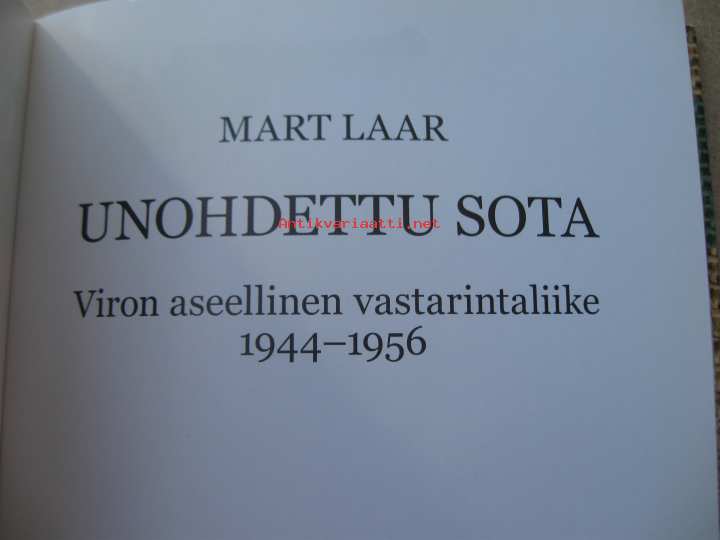 MART LAAR
UNOHDETTU SOTA
Antikvariaatti.net
Viron aseellinen vastarintaliike
1944–1956